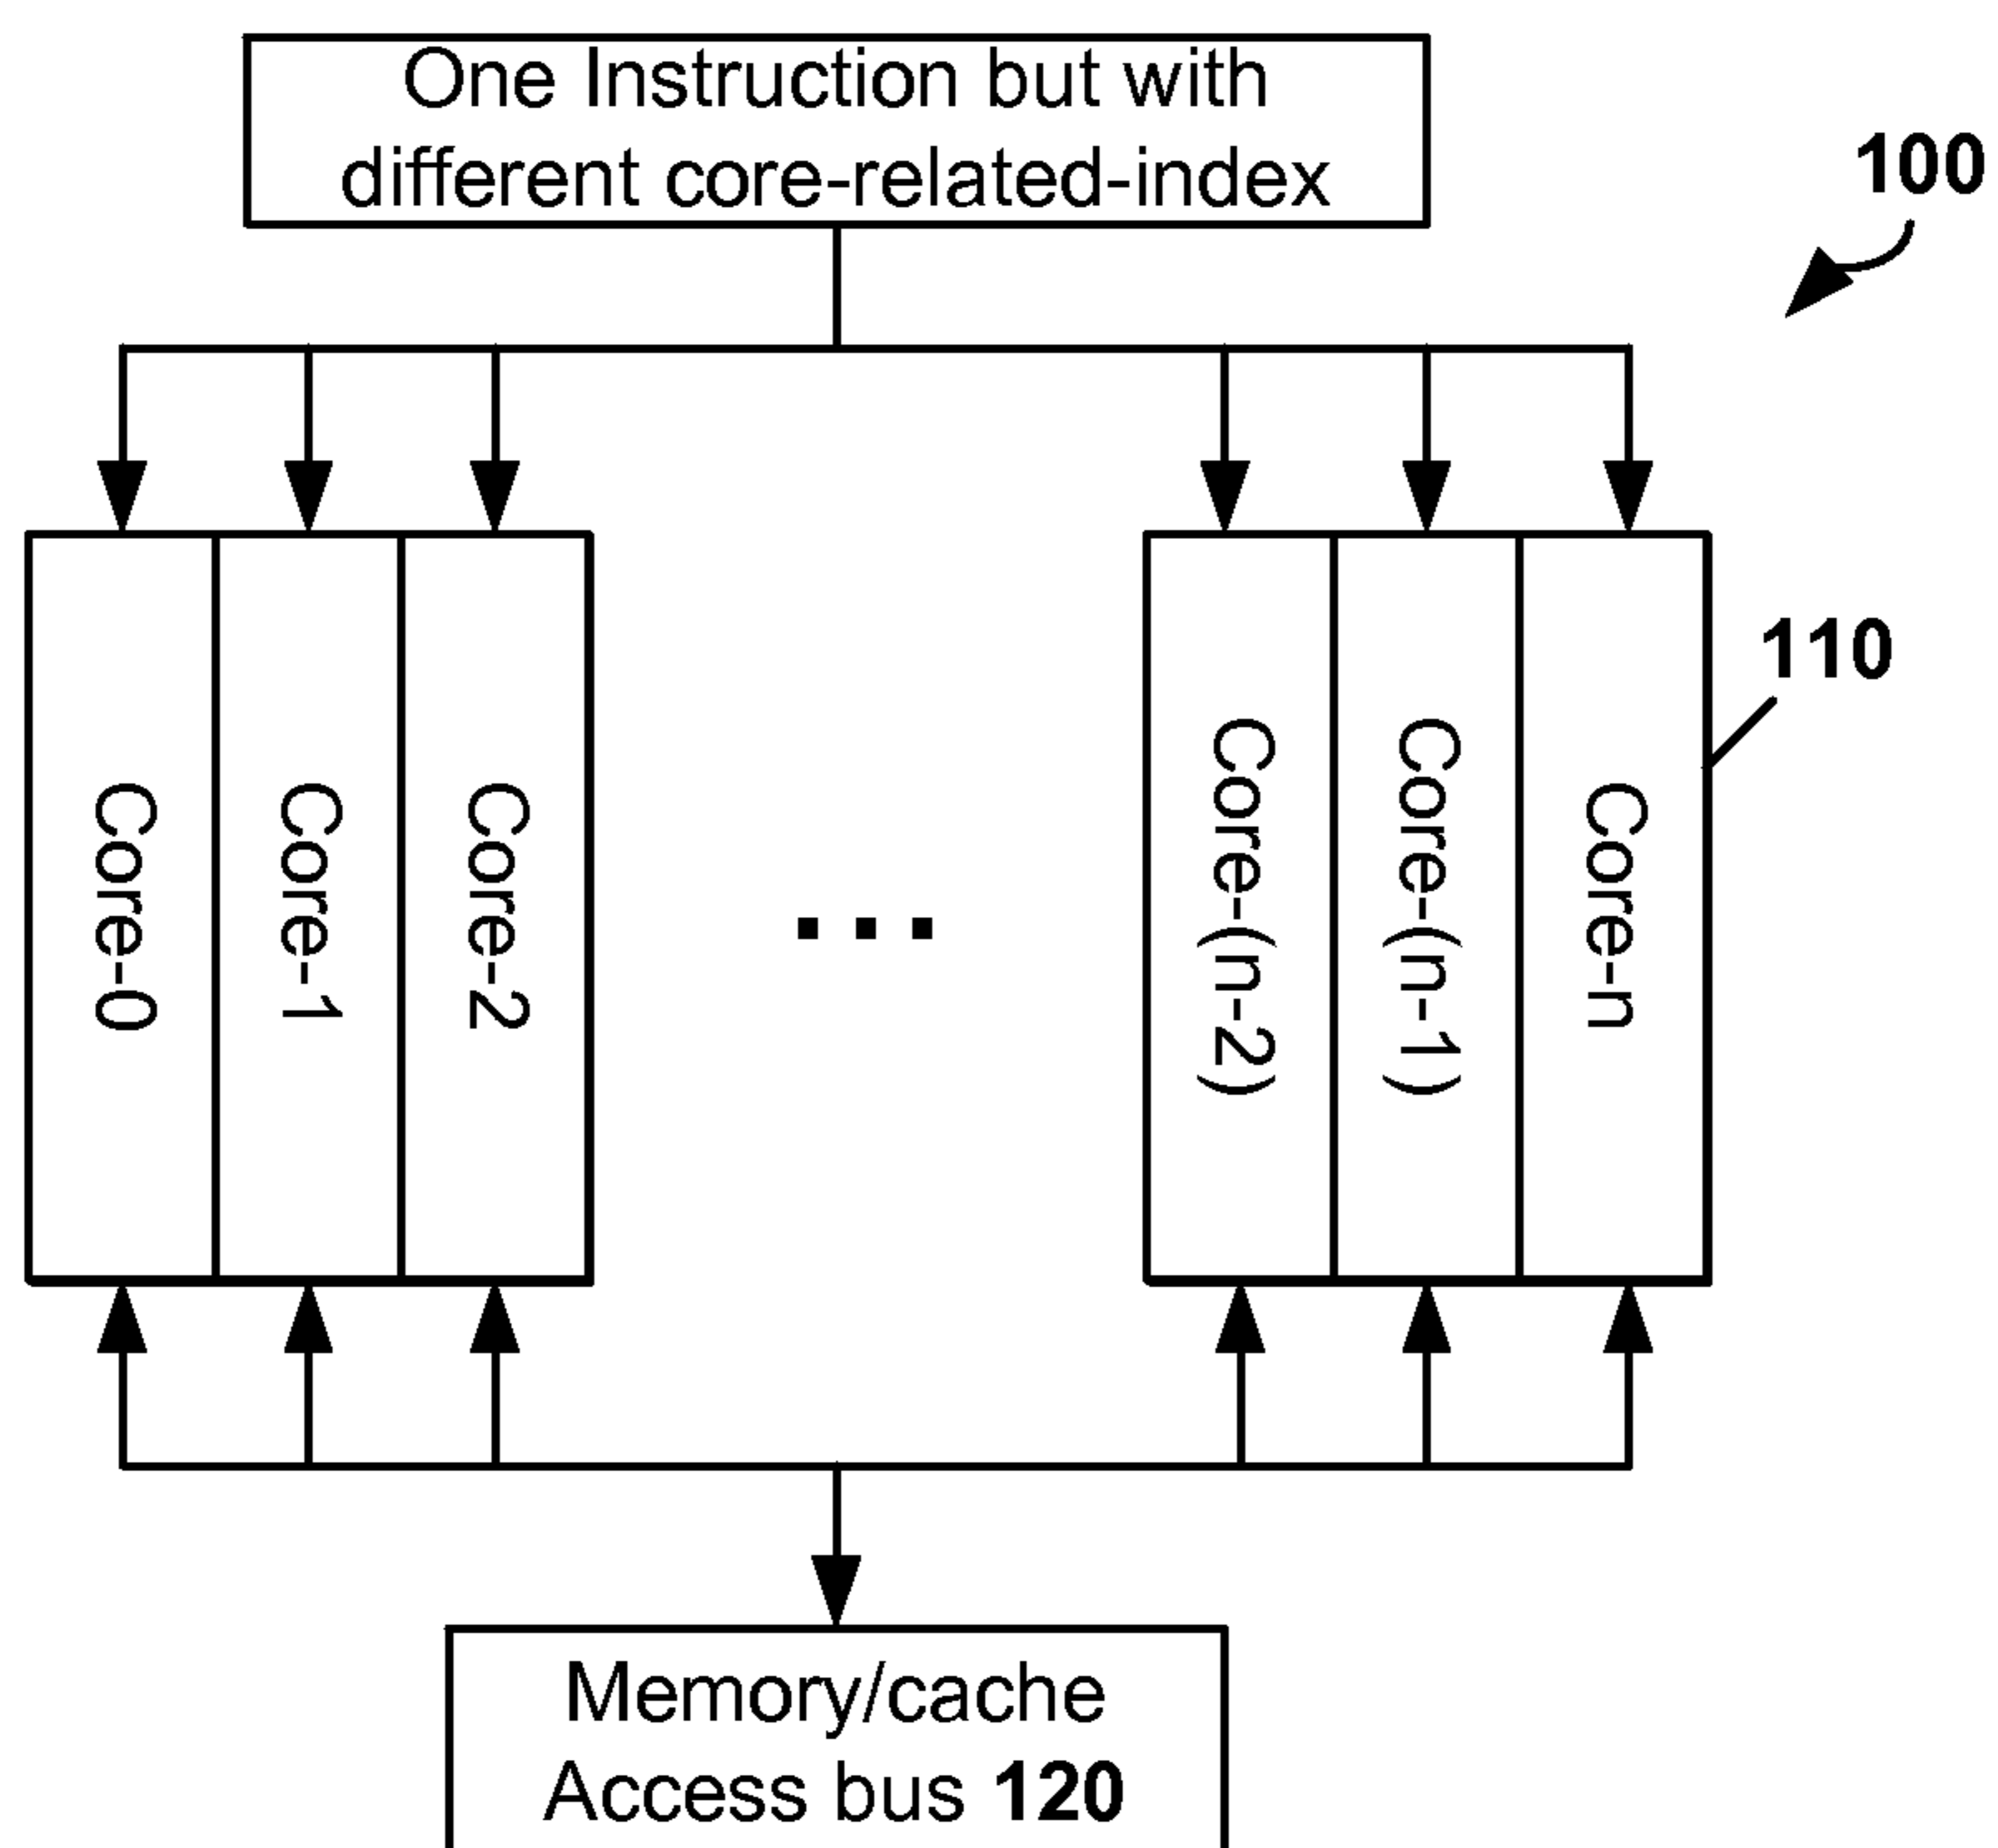 One Instruction but with
different core-related-index
100
110
Core-0
Core-1
Core-2
...
Core-(n-2)
Core-(n-1)
Core-n
Memory/cache
Access bus 120